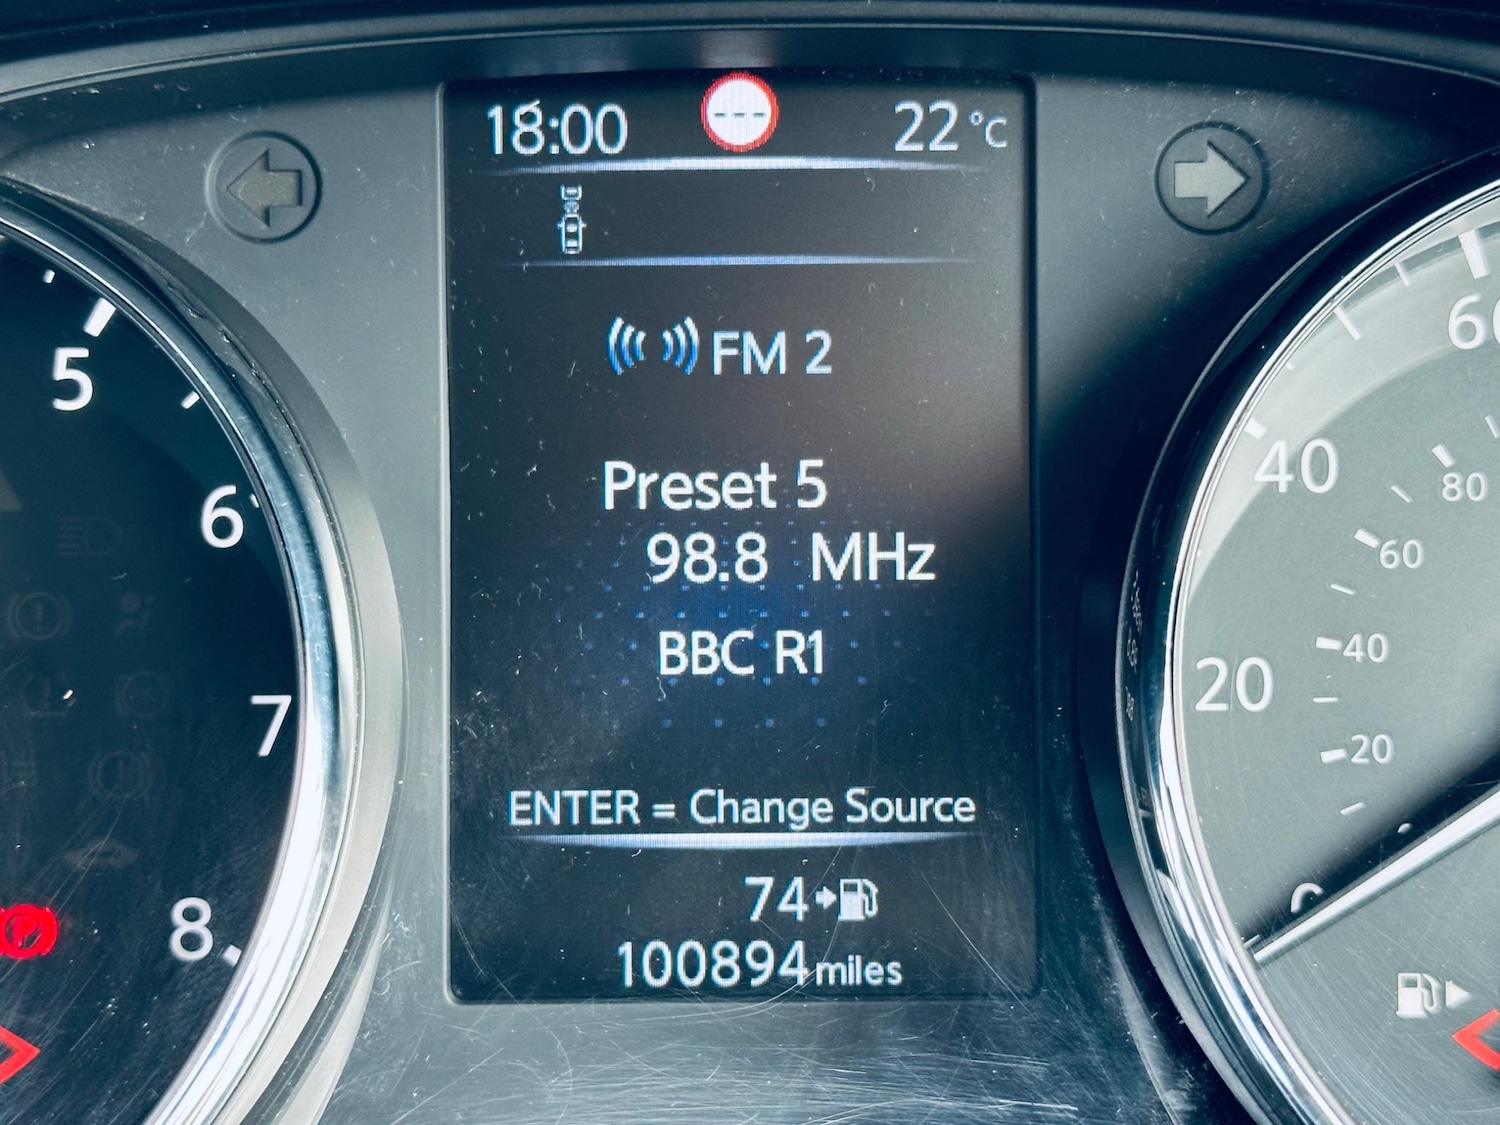 18:00 --- 22 °C
FM 2
Preset 5
98.8 MHz
BBC R1
ENTER = Change Source
74
100894 miles
5
6
7
8
P
0
20
40
60
20
40
60
80